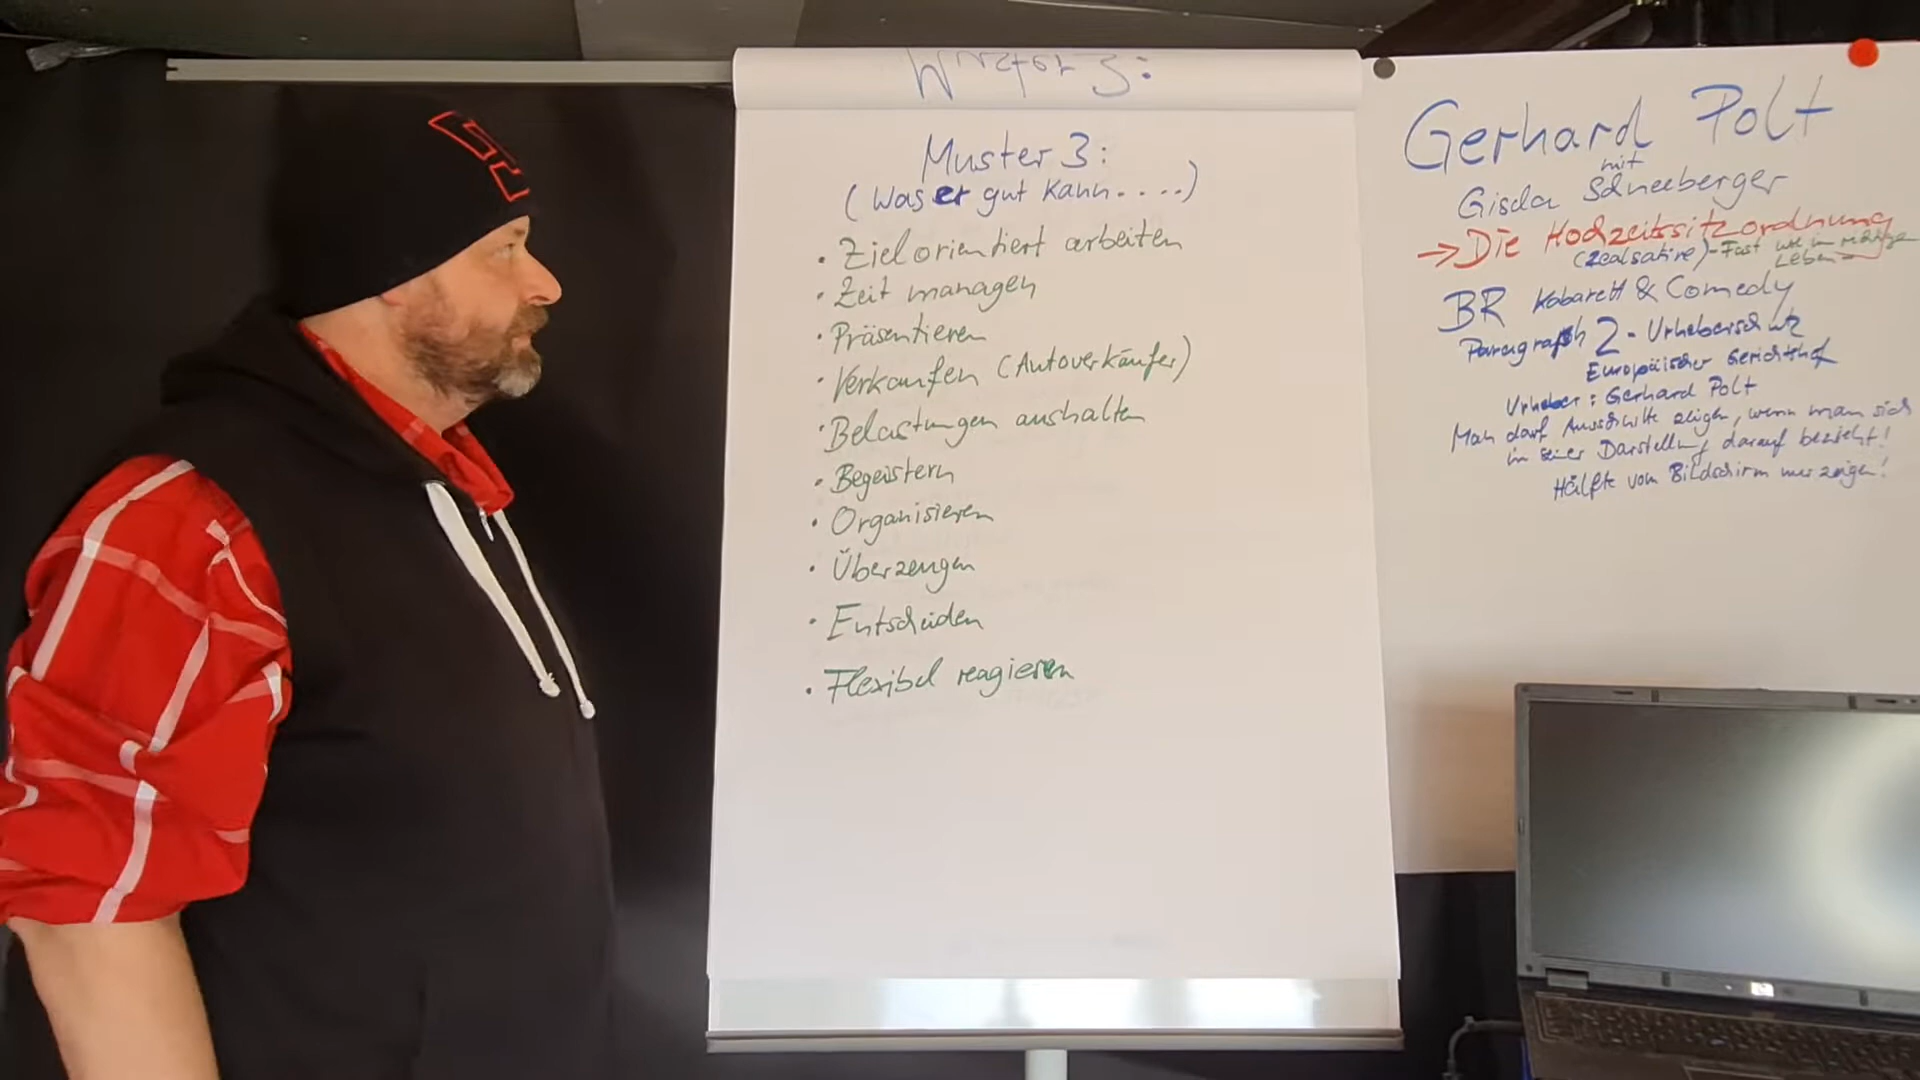 Muster 3:
Muster 3:
(Was er gut kann....)
• Zielorientiert arbeiten
• Zeit managen
• Präsentieren
• Verkaufen (Autoverkäufer)
• Belastungen aushalten
• Begeistern
• Organisieren
• Überzeugen
• Entscheiden
• Flexibel reagieren
Gerhard Polt
mit
Gisela Schneeberger
→ Die Hochzeitssitzordnung
(Realsatire) - Fast wie im
Leben
BR Kabarett & Comedy
Paragraph 2 - Urheberschutz
Europäischer Gerichtshof
Urheber: Gerhard Polt
Man darf Ausschnitte zeigen, wenn man sich
in seiner Darstellung darauf bezieht!
Hälfte vom Bildschirm nur zeigen!